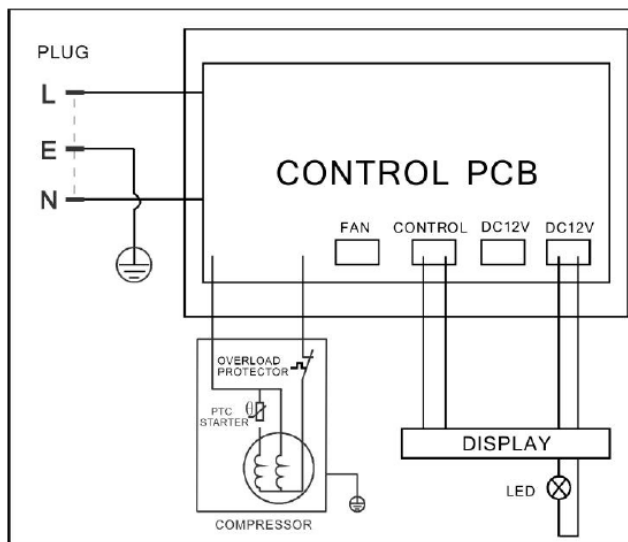 PLUG
L
E
N
CONTROL PCB
FAN
CONTROL
DC12V
DC12V
OVERLOAD
PROTECTOR
PTC
STARTER
COMPRESSOR
DISPLAY
LED